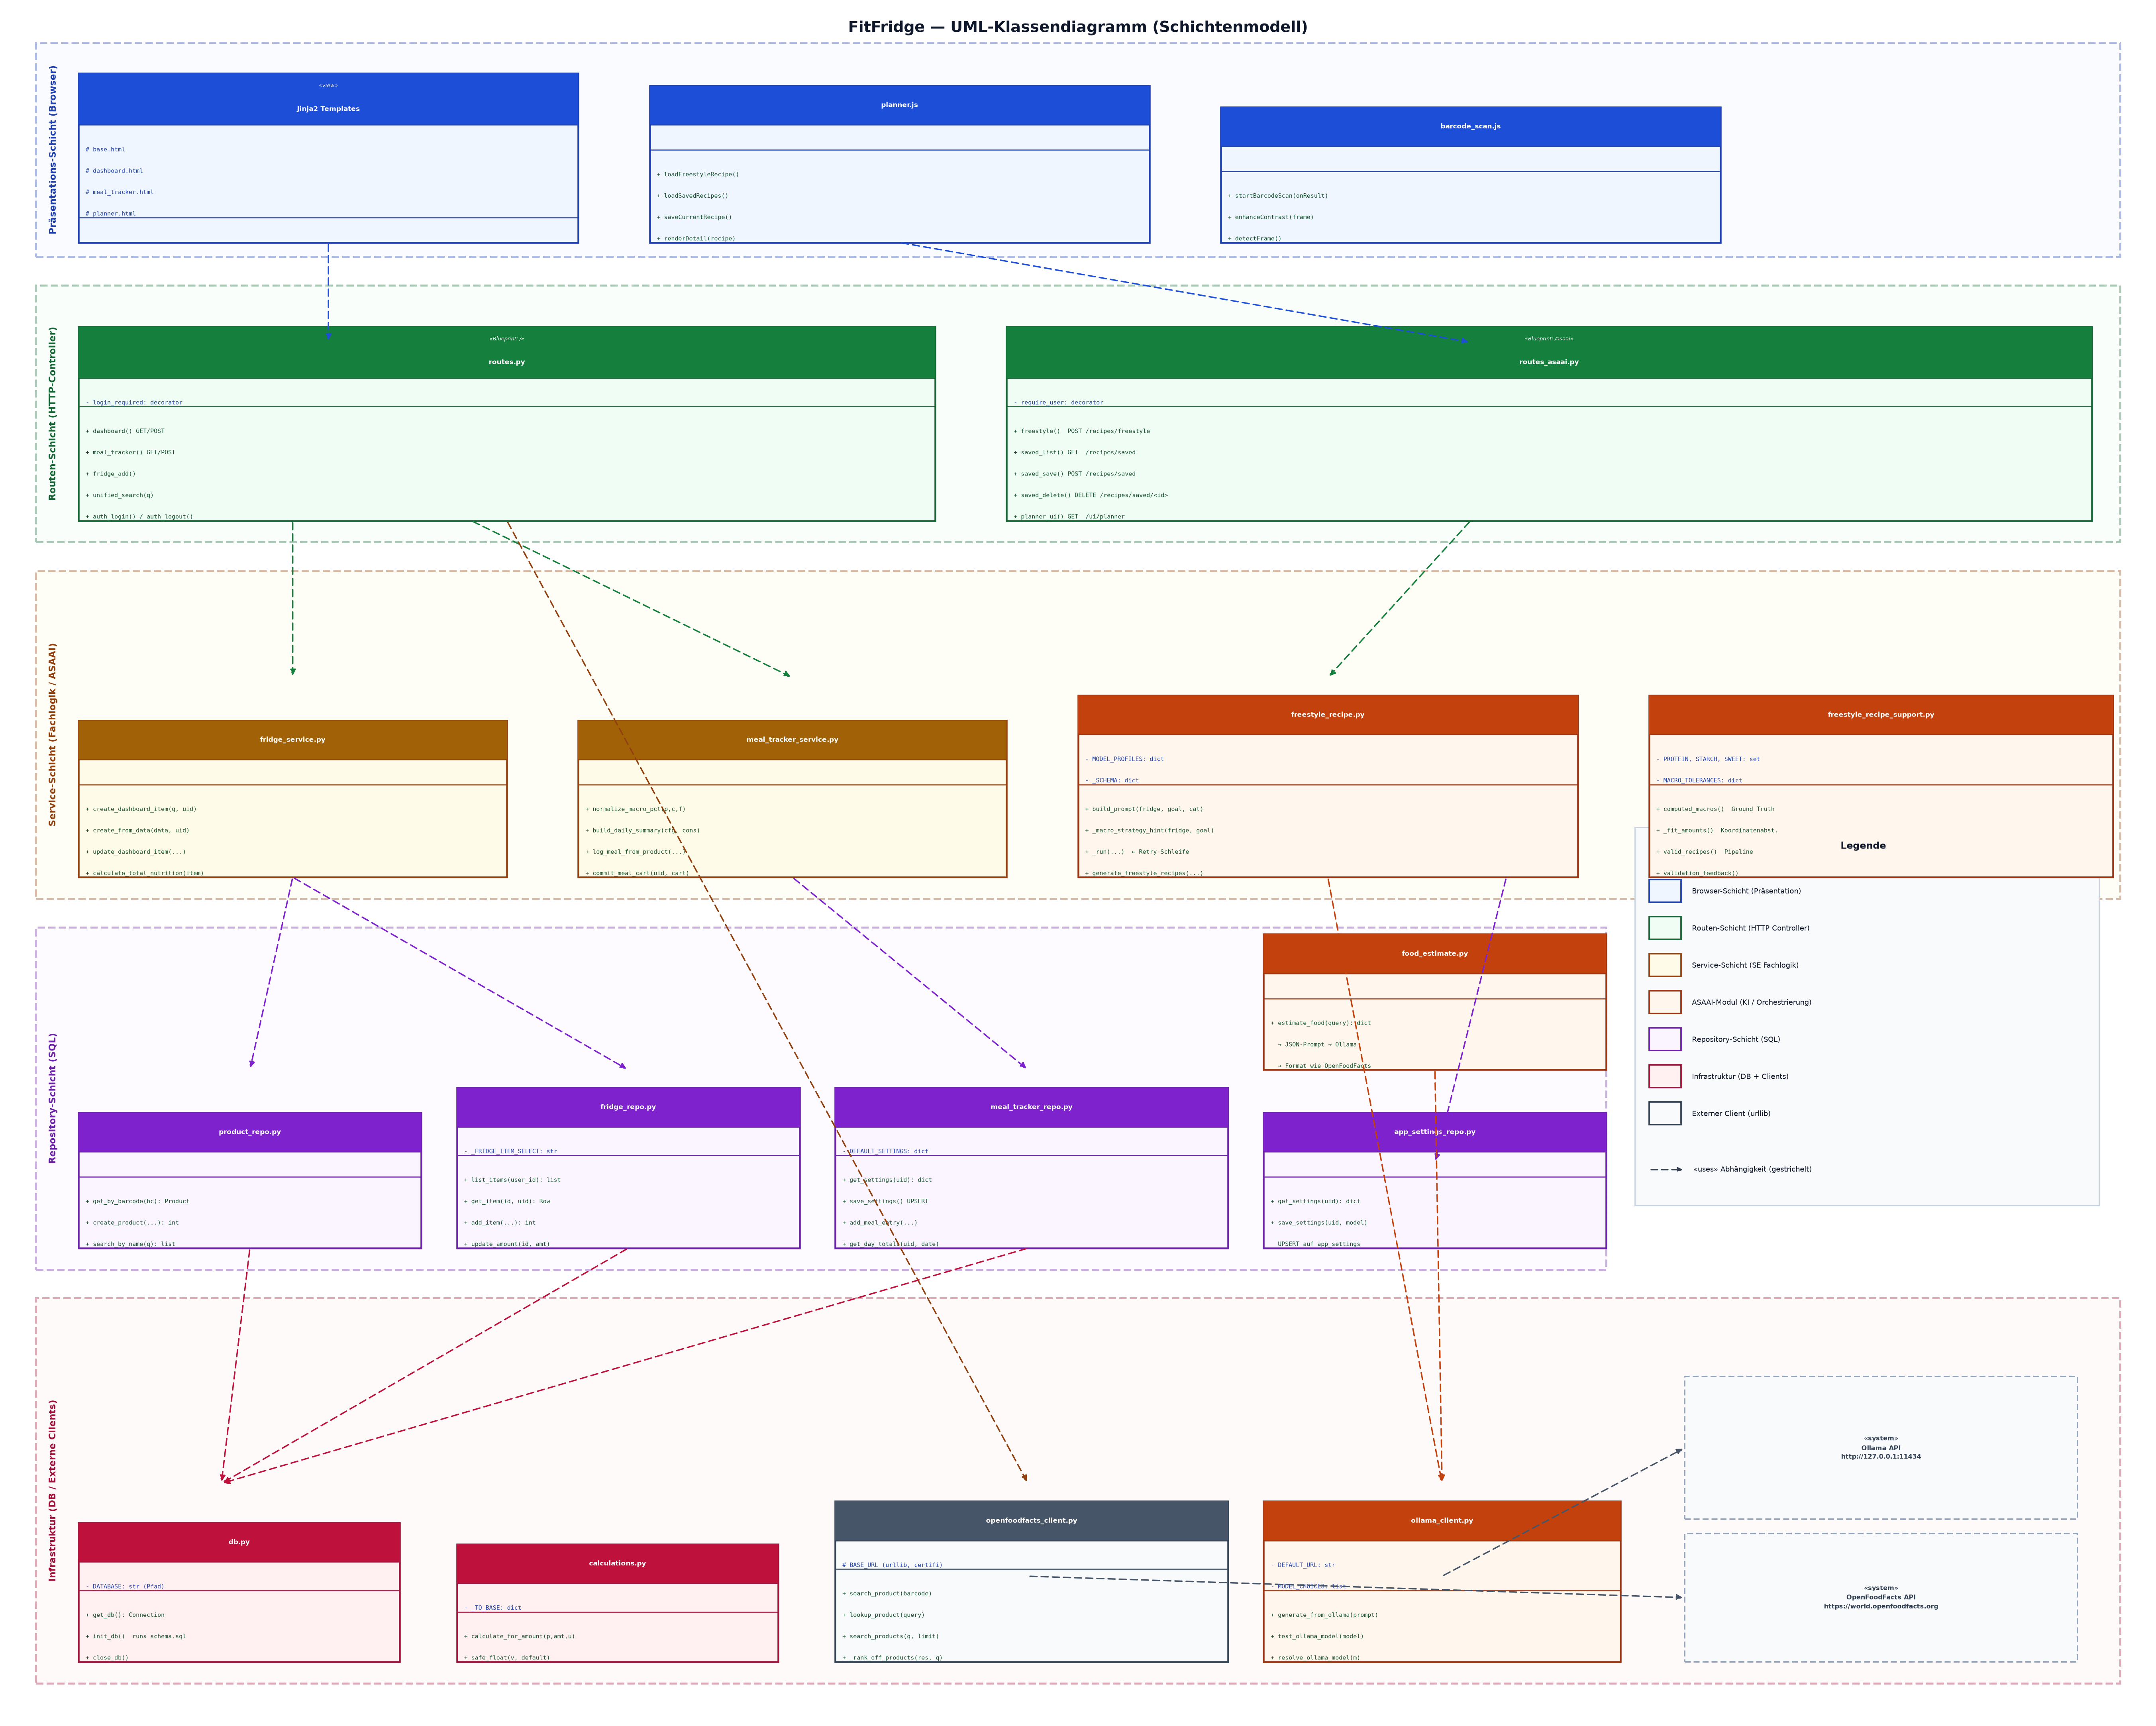 FitFridge — UML-Klassendiagramm (Schichtenmodell)
Präsentations-Schicht (Browser)
«view»
Jinja2 Templates
# base.html
# dashboard.html
# meal_tracker.html
# planner.html
planner.js
+ loadFreestyleRecipe()
+ loadSavedRecipes()
+ saveCurrentRecipe()
+ renderDetail(recipe)
barcode_scan.js
+ startBarcodeScan(onResult)
+ enhanceContrast(frame)
+ detectFrame()
Routen-Schicht (HTTP-Controller)
«Blueprint: /»
routes.py
- login_required: decorator
+ dashboard() GET/POST
+ meal_tracker() GET/POST
+ fridge_add()
+ unified_search(q)
+ auth_login() / auth_logout()
«Blueprint: /asaai»
routes_asaai.py
- require_user: decorator
+ freestyle()  POST /recipes/freestyle
+ saved_list() GET  /recipes/saved
+ saved_save() POST /recipes/saved
+ saved_delete() DELETE /recipes/saved/<id>
+ planner_ui() GET  /ui/planner
Service-Schicht (Fachlogik / ASAAI)
fridge_service.py
+ create_dashboard_item(q, uid)
+ create_from_data(data, uid)
+ update_dashboard_item(...)
+ calculate_total_nutrition(item)
meal_tracker_service.py
+ normalize_macro_pct(p,c,f)
+ build_daily_summary(cfg, cons)
+ log_meal_from_product(...)
+ commit_meal_cart(uid, cart)
freestyle_recipe.py
- MODEL_PROFILES: dict
- _SCHEMA: dict
+ build_prompt(fridge, goal, cat)
+ _macro_strategy_hint(fridge, goal)
+ _run(...)  ← Retry-Schleife
+ generate_freestyle_recipes(...)
freestyle_recipe_support.py
- PROTEIN, STARCH, SWEET: set
- MACRO_TOLERANCES: dict
+ computed_macros()  Ground Truth
+ _fit_amounts()  Koordinatenabst.
+ valid_recipes()  Pipeline
+ validation_feedback()
Legende
Browser-Schicht (Präsentation)
Routen-Schicht (HTTP Controller)
Service-Schicht (SE Fachlogik)
ASAAI-Modul (KI / Orchestrierung)
Repository-Schicht (SQL)
Infrastruktur (DB + Clients)
Externer Client (urllib)
«uses» Abhängigkeit (gestrichelt)
Repository-Schicht (SQL)
food_estimate.py
+ estimate_food(query): dict
→ JSON-Prompt → Ollama
→ Format wie OpenFoodFacts
product_repo.py
+ get_by_barcode(bc): Product
+ create_product(...): int
+ search_by_name(q): list
fridge_repo.py
- _FRIDGE_ITEM_SELECT: str
+ list_items(user_id): list
+ get_item(id, uid): Row
+ add_item(...): int
+ update_amount(id, amt)
meal_tracker_repo.py
- DEFAULT_SETTINGS: dict
+ get_settings(uid): dict
+ save_settings() UPSERT
+ add_meal_entry(...)
+ get_day_totals(uid, date)
app_settings_repo.py
+ get_settings(uid): dict
+ save_settings(uid, model)
UPSERT auf app_settings
Infrastruktur (DB / Externe Clients)
db.py
- DATABASE: str (Pfad)
+ get_db(): Connection
+ init_db()  runs schema.sql
+ close_db()
calculations.py
- _TO_BASE: dict
+ calculate_for_amount(p,amt,u)
+ safe_float(v, default)
openfoodfacts_client.py
# BASE_URL (urllib, certifi)
+ search_product(barcode)
+ lookup_product(query)
+ search_products(q, limit)
+ _rank_off_products(res, q)
ollama_client.py
- DEFAULT_URL: str
- MODEL_CHOICES: list
+ generate_from_ollama(prompt)
+ test_ollama_model(model)
+ resolve_ollama_model(m)
«system»
Ollama API
http://127.0.0.1:11434
«system»
OpenFoodFacts API
https://world.openfoodfacts.org